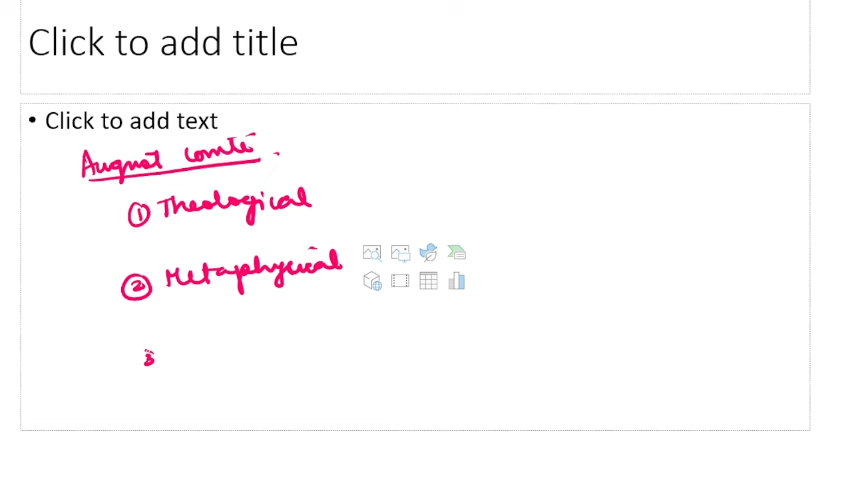 Click to add title
• Click to add text
August comte
① Theological
② Metaphysical
3